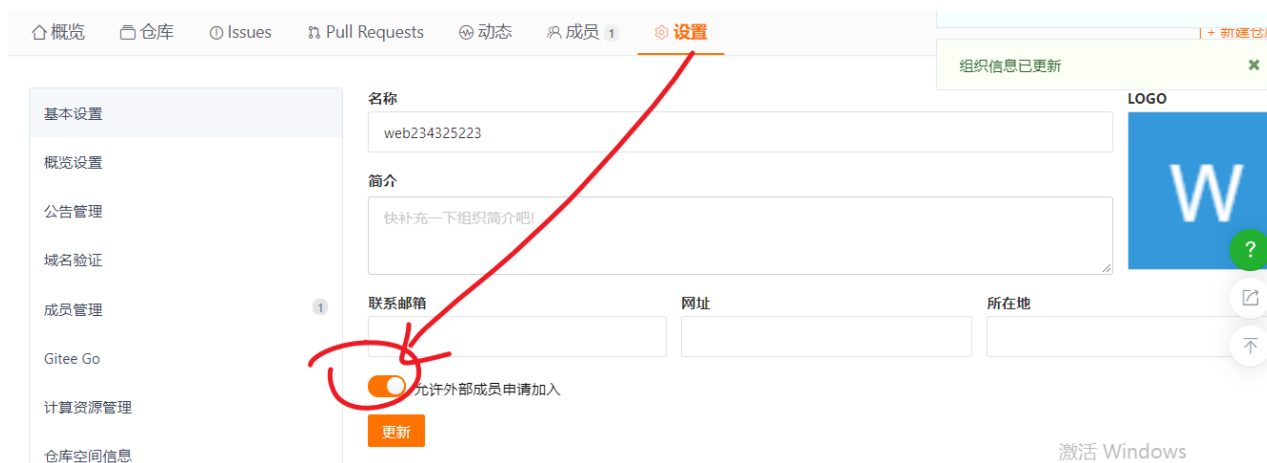 概览 仓库 Issues Pull Requests 动态 成员 1 设置 + 新建仓
组织信息已更新 ×
基本设置
概览设置
公告管理
域名验证
成员管理 1
Gitee Go
计算资源管理
仓库空间信息
名称
web234325223
简介
快补充一下组织简介吧!
联系邮箱 网址 所在地
允许外部成员申请加入
更新
LOGO
W
?
激活 Windows